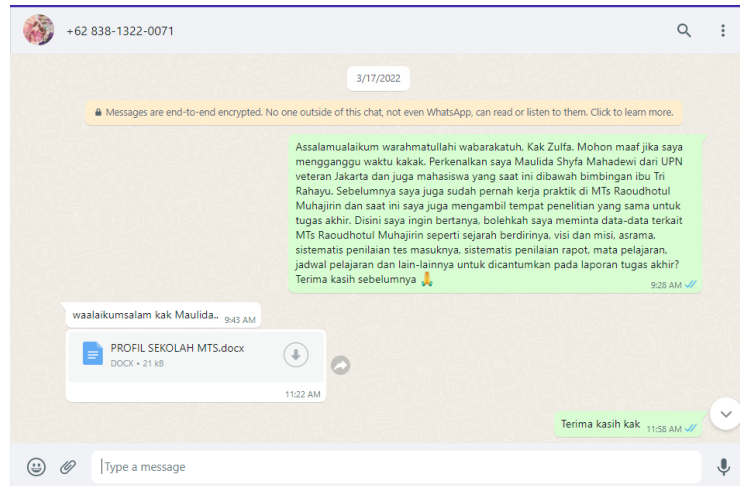 +62 838-1322-0071
3/17/2022
Messages are end-to-end encrypted. No one outside of this chat, not even WhatsApp, can read or listen to them. Click to learn more.
Assalamualaikum warahmatullahi wabarakatuh, Kak Zulfa. Mohon maaf jika saya
mengganggu waktu kakak. Perkenalkan saya Maulida Shyfa Mahadewi dari UPN
veteran Jakarta dan juga mahasiswa yang saat ini dibawah bimbingan ibu Tri
Rahayu. Sebelumnya saya juga sudah pernah kerja praktik di MTs Raoudhotul
Muhajirin dan saat ini saya juga mengambil tempat penelitian yang sama untuk
tugas akhir. Disini saya ingin bertanya, bolehkah saya meminta data-data terkait
MTs Raoudhotul Muhajirin seperti sejarah berdirinya, visi dan misi, asrama,
sistematis penilaian tes masuknya, sistematis penilaian rapot, mata pelajaran,
jadwal pelajaran dan lain-lainnya untuk dicantumkan pada laporan tugas akhir?
Terima kasih sebelumnya 🙏
9:28 AM
waalaikumsalam kak Maulida.. 9:43 AM
PROFIL SEKOLAH MTS.docx
DOCX • 21 kB
11:22 AM
Terima kasih kak 11:58 AM
Type a message